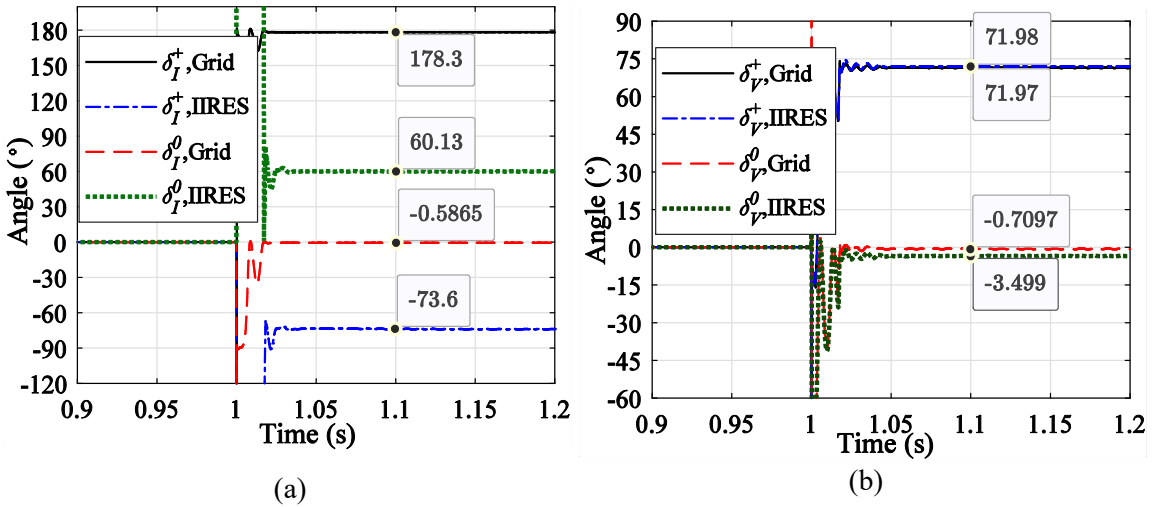 180
150
120
90
60
30
0
-30
-60
-90
-120
Angle (°)
δ_I^+,Grid
δ_I^+,IIRES
δ_I^0,Grid
δ_I^0,IIRES
178.3
60.13
-0.5865
-73.6
0.9 0.95 1 1.05 1.1 1.15 1.2
Time (s)
(a)
90
75
60
45
30
15
0
-15
-30
-45
-60
Angle (°)
δ_V^+,Grid
δ_V^+,IIRES
δ_V^0,Grid
δ_V^0,IIRES
71.98
71.97
-0.7097
-3.499
0.9 0.95 1 1.05 1.1 1.15 1.2
Time (s)
(b)